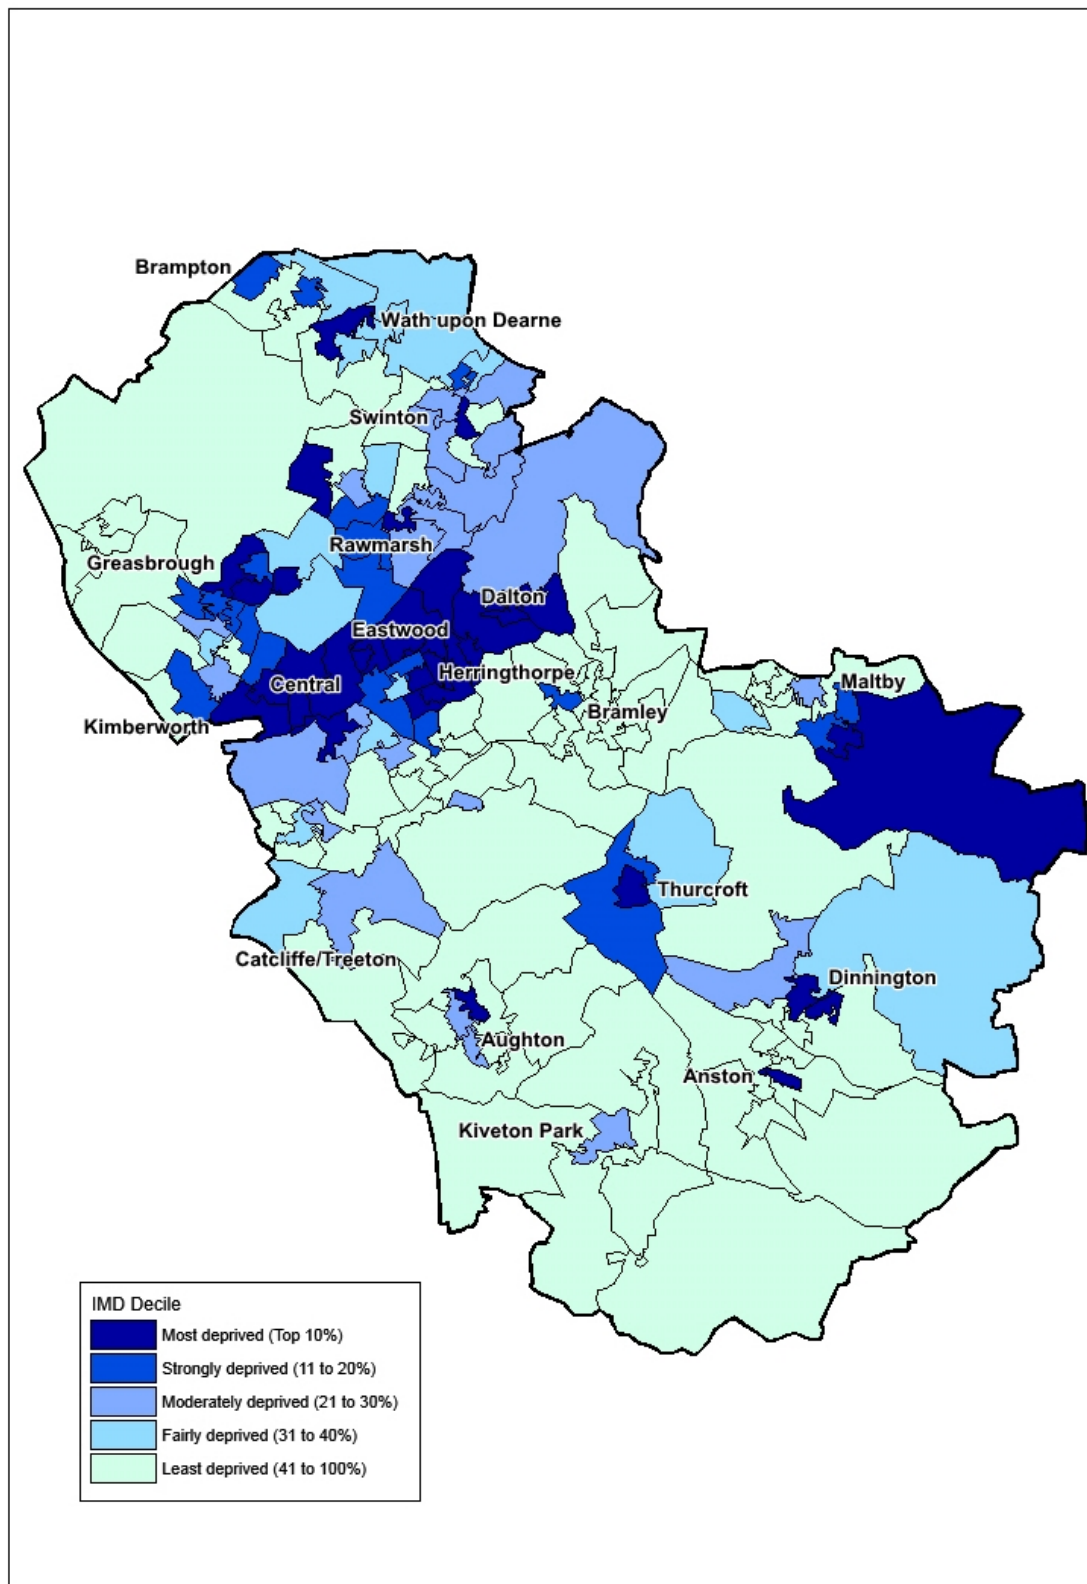 Brampton
Wath upon Dearne
Swinton
Rawmarsh
Greasbrough
Dalton
Eastwood
Herringthorpe
Central
Maltby
Bramley
Kimberworth
Thurcroft
Catcliffe/Treeton
Dinnington
Aughton
Anston
Kiveton Park
IMD Decile
Most deprived (Top 10%)
Strongly deprived (11 to 20%)
Moderately deprived (21 to 30%)
Fairly deprived (31 to 40%)
Least deprived (41 to 100%)